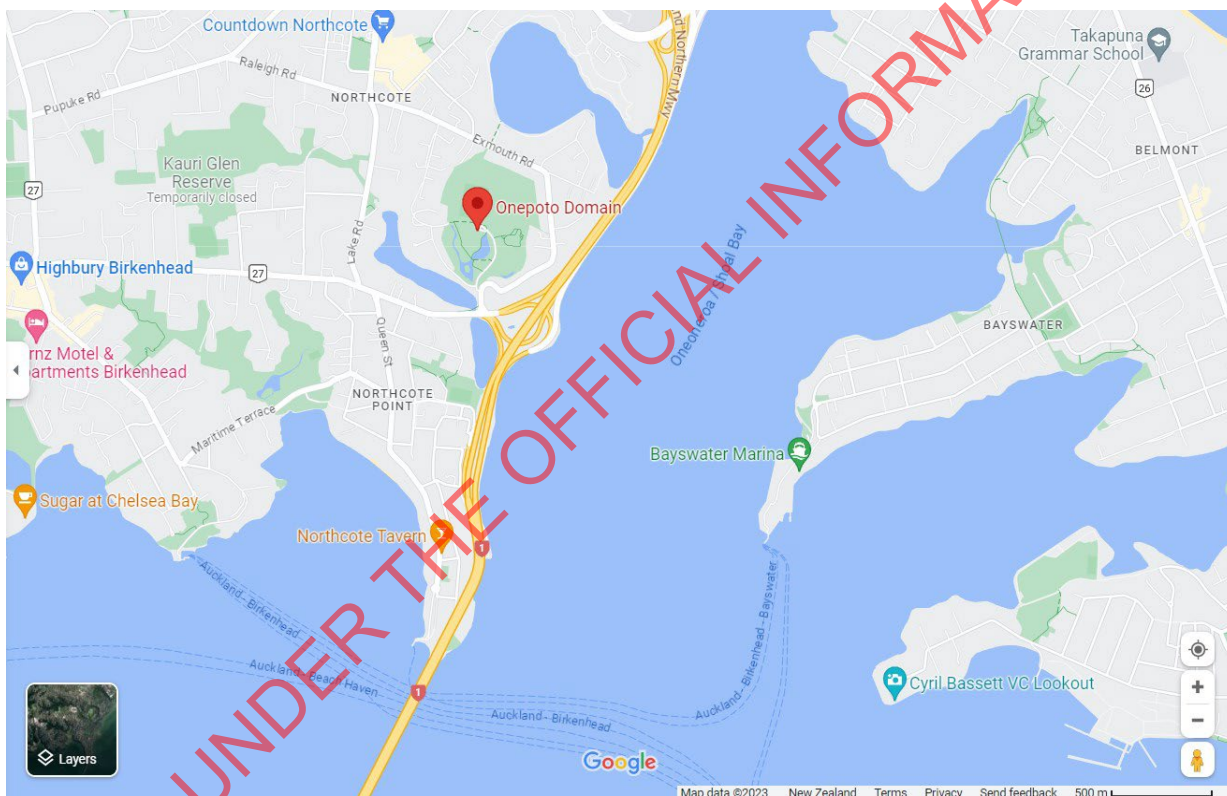 Countdown Northcote
Takapuna
Grammar School
nd Northern Mwy
Raleigh Rd
26
Pupuke Rd
NORTHCOTE
Exmouth Rd
BELMONT
Kauri Glen
Reserve
Temporarily closed
27
Onepoto Domain
Lake Rd
Oneoneroa / Shoal Bay
Highbury Birkenhead
27
Queen St
BAYSWATER
rnz Motel &
artments Birkenhead
NORTHCOTE
POINT
Maritime Terrace
Bayswater Marina
Sugar at Chelsea Bay
Northcote Tavern
1
Auckland - Birkenhead
Auckland - Birkenhead - Bayswater
Auckland - Beach Haven
1
Cyril Bassett VC Lookout
Auckland - Birkenhead
Layers
Google
Map data ©2023 New Zealand Terms Privacy Send feedback 500 m
UNDER THE OFFICIAL INFORMA